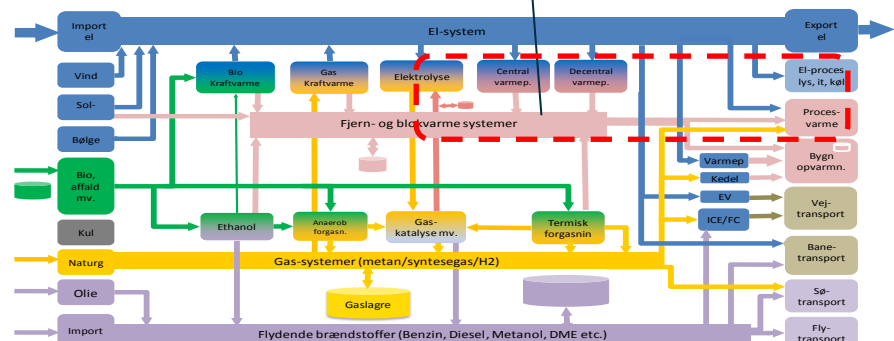 Import
el
El-system
Export
el
Vind
Bio
Kraftvarme
Gas
Kraftvarme
Elektrolyse
Central
varmep.
Decentral
varmep.
El-proces
lys, it, køl
Sol-
Fjern- og blokvarme systemer
Proces-
varme
Bølge
Varmep
Bygn
opvarmn.
Kedel
Bio,
affald
mv.
EV
Vej-
transport
Kul
Ethanol
Anaerob
forgasn.
Gas-
katalyse mv.
Termisk
forgasnin
ICE/FC
Bane-
transport
Naturg
Gas-systemer (metan/syntesegas/H2)
Olie
Gaslagre
Sø-
transport
Import
Flydende brændstoffer (Benzin, Diesel, Metanol, DME etc.)
Fly-
transport